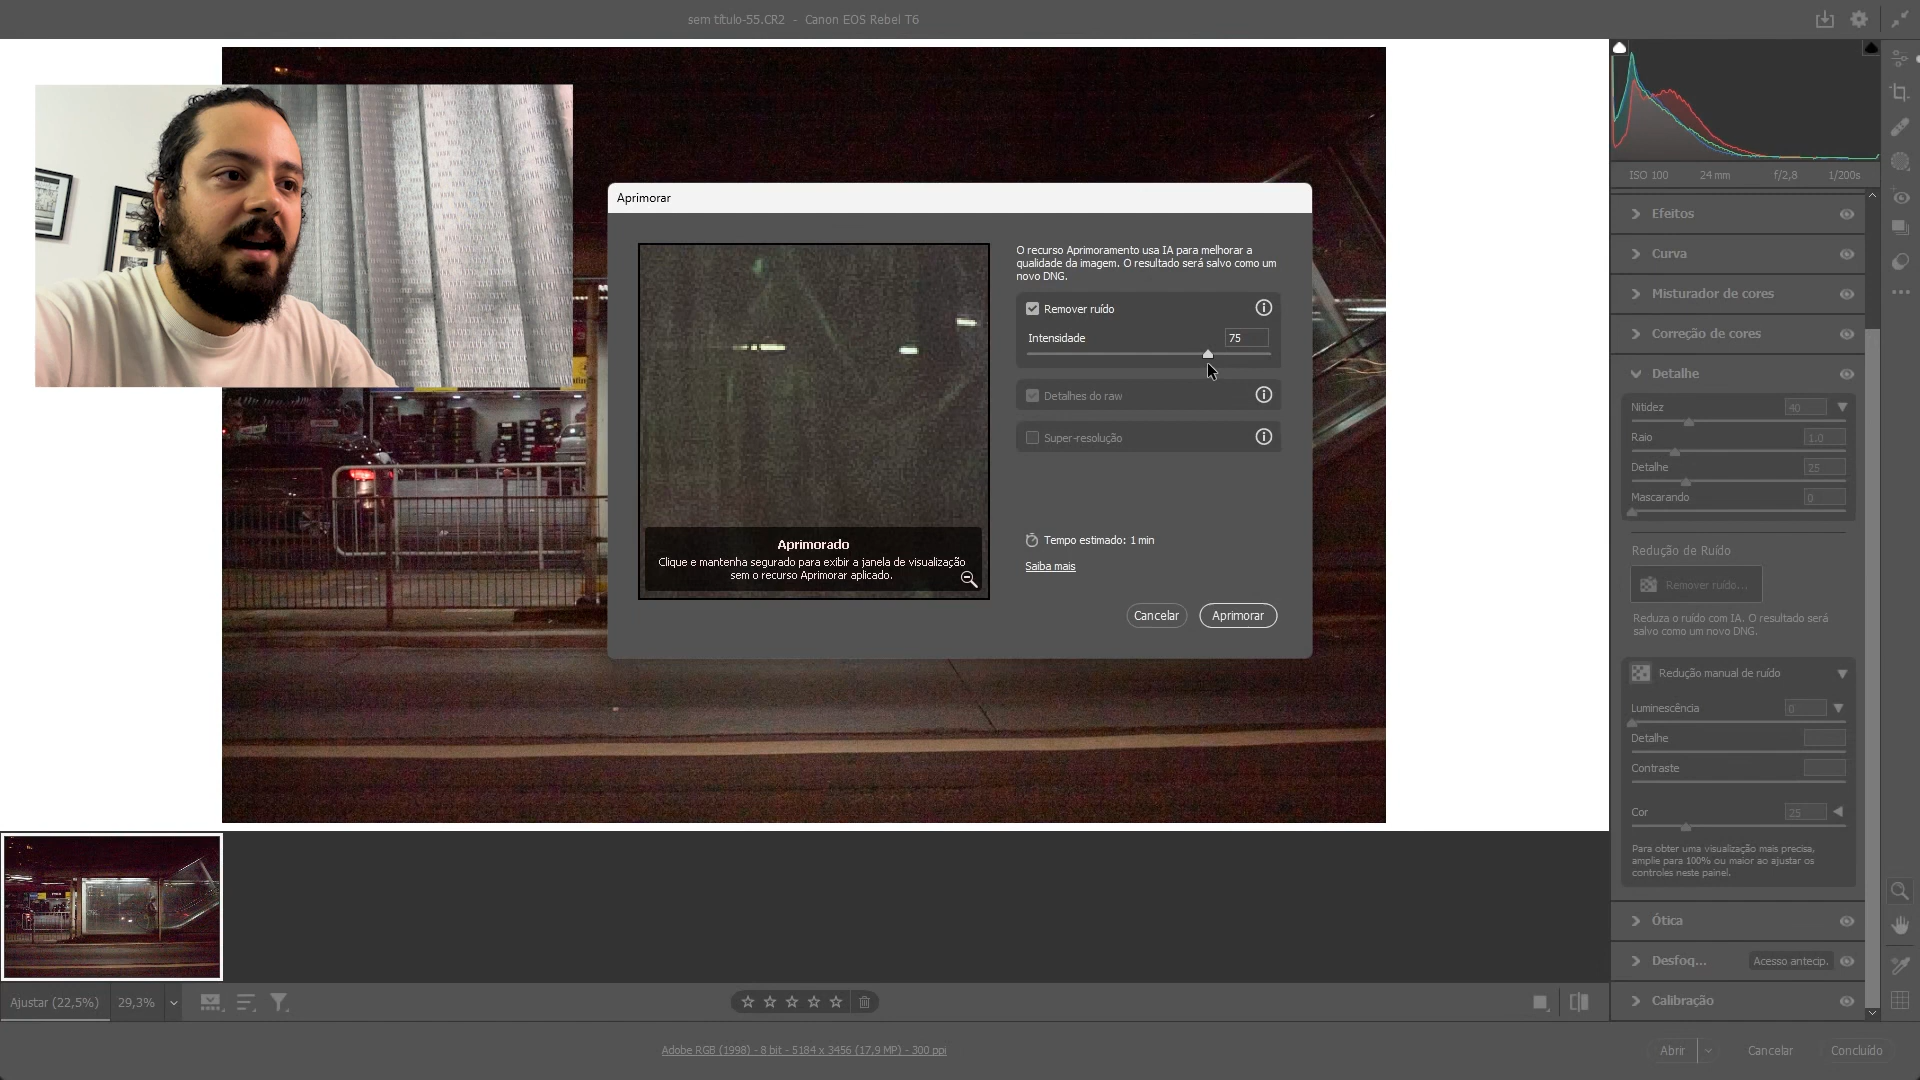 sem título-55.CR2 - Canon EOS Rebel T6
Aprimorar
O recurso Aprimoramento usa IA para melhorar a
qualidade da imagem. O resultado será salvo como um
novo DNG.
Remover ruído
Intensidade
75
Detalhes do raw
Super-resolução
Aprimorado
Clique e mantenha segurado para exibir a janela de visualização
sem o recurso Aprimorar aplicado.
Tempo estimado: 1 min
Saiba mais
Cancelar
Aprimorar
ISO 100 24 mm f/2,8 1/200s
Efeitos
Curva
Misturador de cores
Correção de cores
Detalhe
Nitidez 40
Raio 1.0
Detalhe 25
Mascarando 0
Redução de Ruído
Remover ruído...
Reduza o ruído com IA. O resultado será
salvo como um novo DNG.
Redução manual de ruído
Luminescência 0
Detalhe
Contraste
Cor 25
Para obter uma visualização mais precisa,
amplie para 100% ou maior ao ajustar os
controles neste painel.
Ótica
Desfoq... Acesso antecip.
Calibração
Ajustar (22,5%) 29,3%
Adobe RGB (1998) - 8 bit - 5184 x 3456 (17,9 MP) - 300 ppi
Abrir Cancelar Concluído